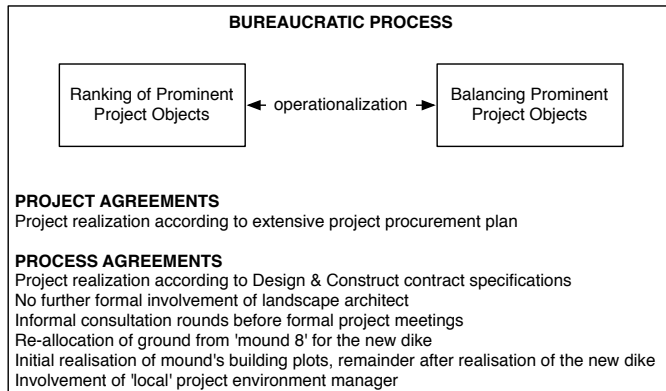 BUREAUCRATIC PROCESS
Ranking of Prominent
Project Objects
operationalization
Balancing Prominent
Project Objects
PROJECT AGREEMENTS
Project realization according to extensive project procurement plan
PROCESS AGREEMENTS
Project realization according to Design & Construct contract specifications
No further formal involvement of landscape architect
Informal consultation rounds before formal project meetings
Re-allocation of ground from 'mound 8' for the new dike
Initial realisation of mound's building plots, remainder after realisation of the new dike
Involvement of 'local' project environment manager